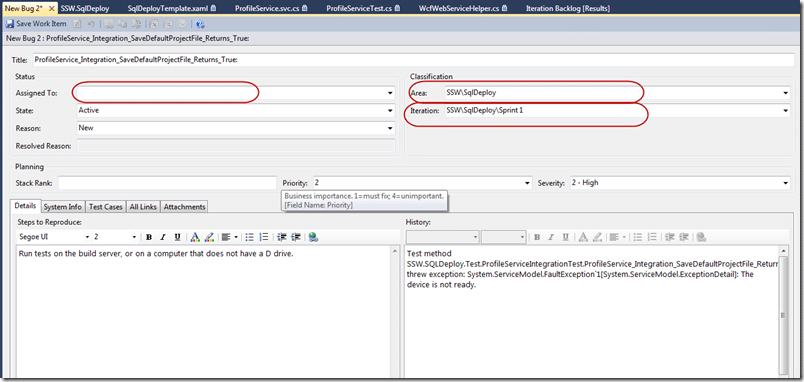 New Bug 2* SSW.SqlDeploy SqlDeployTemplate.xaml ProfileService.svc.cs ProfileServiceTest.cs WcfWebServiceHelper.cs Iteration Backlog [Results]
Save Work Item
New Bug 2 : ProfileService_Integration_SaveDefaultProjectFile_Returns_True:
Title: ProfileService_Integration_SaveDefaultProjectFile_Returns_True:
Status Classification
Assigned To: Area: SSW\SqlDeploy
State: Active Iteration: SSW\SqlDeploy\Sprint 1
Reason: New
Resolved Reason:
Planning
Stack Rank: Priority: 2 Severity: 2 - High
Business importance. 1=must fix; 4=unimportant.
[Field Name: Priority]
Details System Info Test Cases All Links Attachments
Steps to Reproduce: History:
Segoe UI 2 B I U A B I U A
Run tests on the build server, or on a computer that does not have a D drive.
Test method
SSW.SQLDeploy.Test.ProfileServiceIntegrationTest.ProfileService_Integration_SaveDefaultProjectFile_Return
threw exception: System.ServiceModel.FaultException`1[System.ServiceModel.ExceptionDetail]: The
device is not ready.